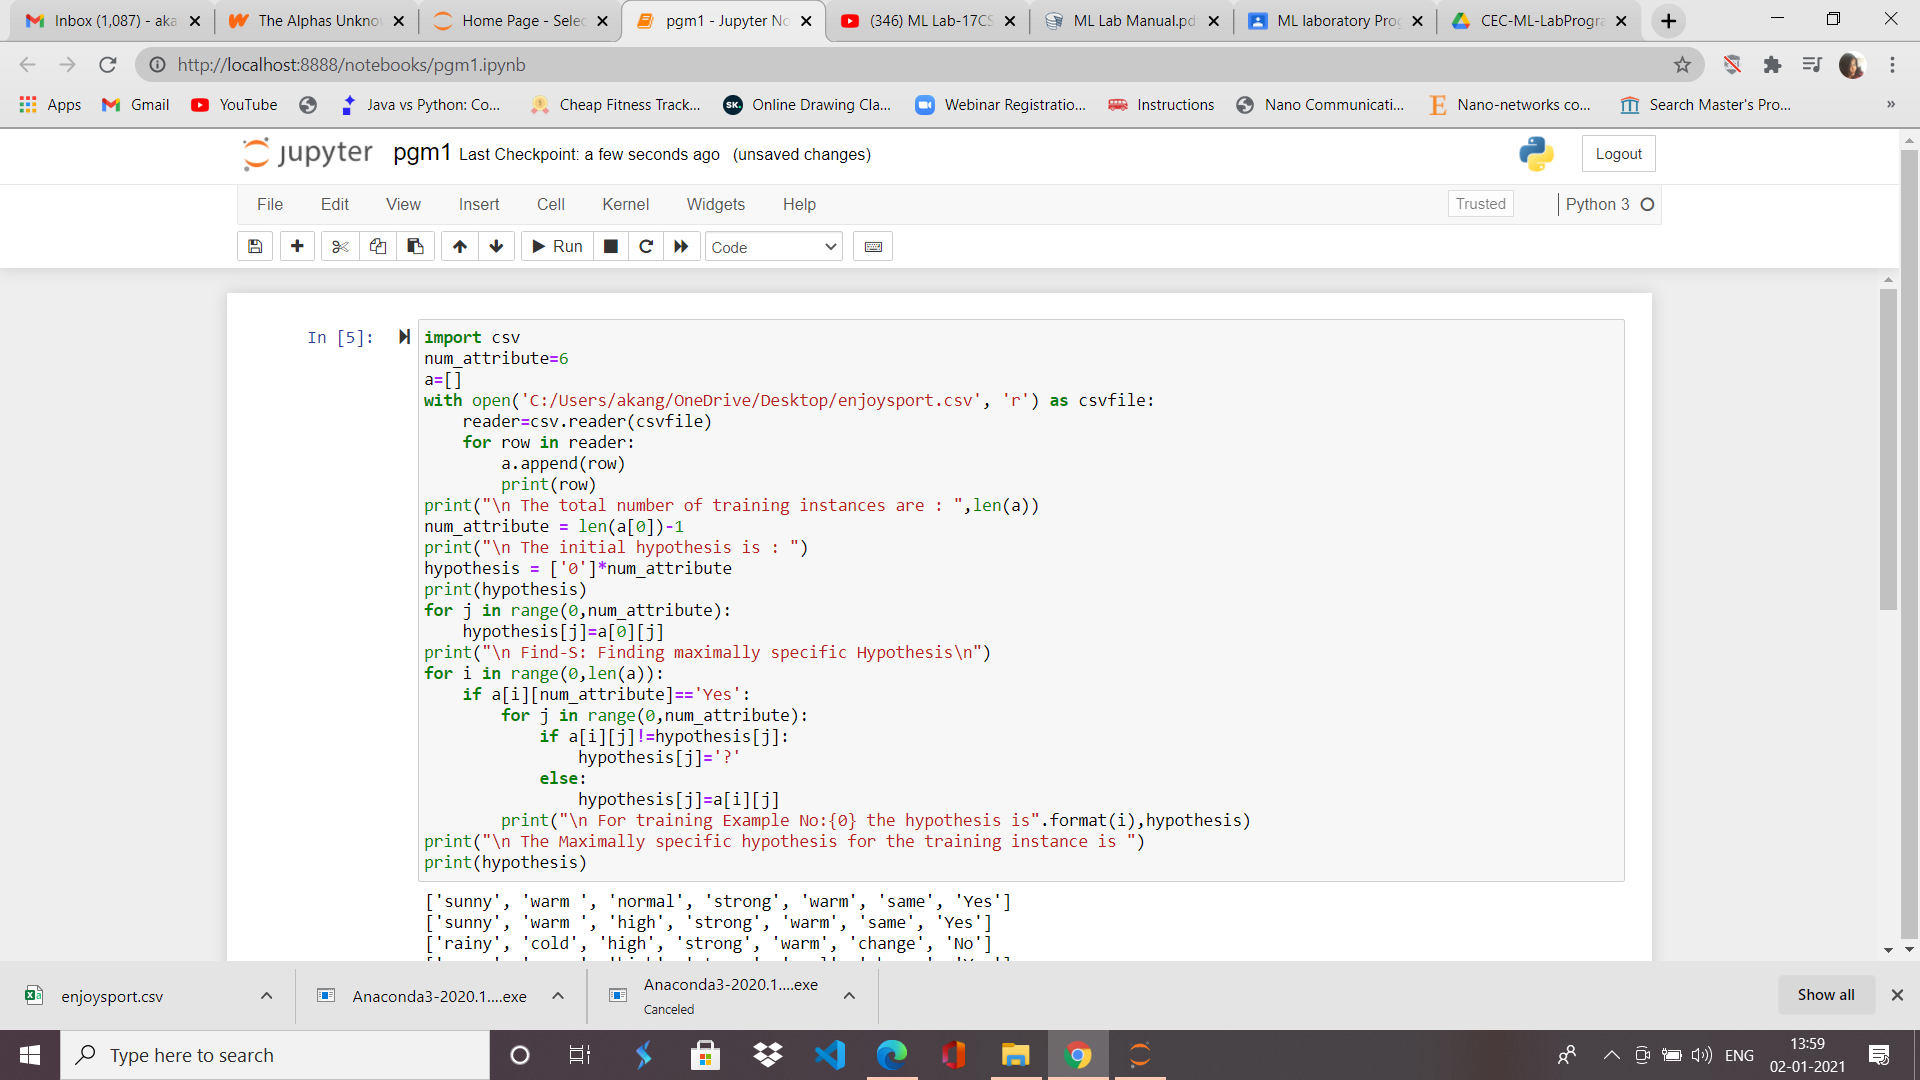 Inbox (1,087) - aka
The Alphas Unkno
Home Page - Selec
pgm1 - Jupyter No
(346) ML Lab-17CS
ML Lab Manual.pd
ML laboratory Prog
CEC-ML-LabProgra
http://localhost:8888/notebooks/pgm1.ipynb
Apps
Gmail
YouTube
Java vs Python: Co...
Cheap Fitness Track...
SK.
Online Drawing Cla...
Webinar Registratio...
Instructions
Nano Communicati...
E
Nano-networks co...
Search Master's Pro...
»
jupyter pgm1 Last Checkpoint: a few seconds ago (unsaved changes)
Logout
File Edit View Insert Cell Kernel Widgets Help
Trusted
Python 3
Run
Code
In [5]:
import csv
num_attribute=6
a=[]
with open('C:/Users/akang/OneDrive/Desktop/enjoysport.csv', 'r') as csvfile:
    reader=csv.reader(csvfile)
    for row in reader:
        a.append(row)
        print(row)
print("\n The total number of training instances are : ",len(a))
num_attribute = len(a[0])-1
print("\n The initial hypothesis is : ")
hypothesis = ['0']*num_attribute
print(hypothesis)
for j in range(0,num_attribute):
    hypothesis[j]=a[0][j]
print("\n Find-S: Finding maximally specific Hypothesis\n")
for i in range(0,len(a)):
    if a[i][num_attribute]=='Yes':
        for j in range(0,num_attribute):
            if a[i][j]!=hypothesis[j]:
                hypothesis[j]='?'
            else:
                hypothesis[j]=a[i][j]
        print("\n For training Example No:{0} the hypothesis is".format(i),hypothesis)
print("\n The Maximally specific hypothesis for the training instance is ")
print(hypothesis)
['sunny', 'warm ', 'normal', 'strong', 'warm', 'same', 'Yes']
['sunny', 'warm ', 'high', 'strong', 'warm', 'same', 'Yes']
['rainy', 'cold', 'high', 'strong', 'warm', 'change', 'No']
enjoysport.csv
Anaconda3-2020.1....exe
Anaconda3-2020.1....exe
Canceled
Show all
Type here to search
ENG
13:59
02-01-2021